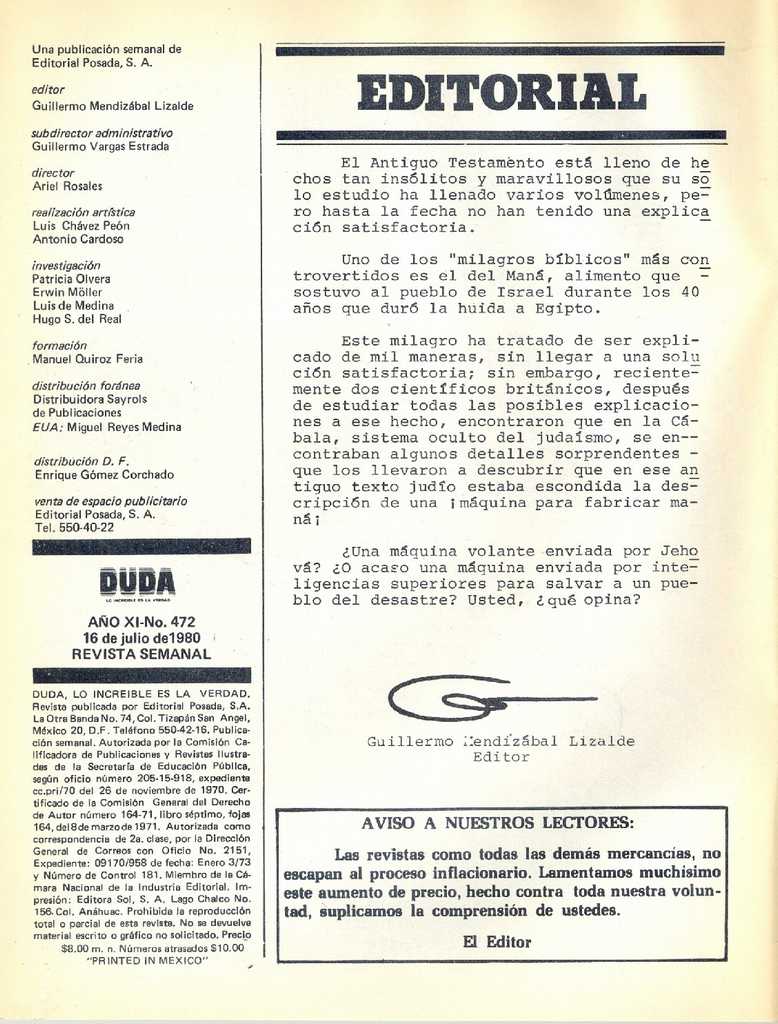 Una publicación semanal de
Editorial Posada, S. A.
editor
Guillermo Mendizábal Lizalde
subdirector administrativo
Guillermo Vargas Estrada
director
Ariel Rosales
realización artística
Luis Chávez Peón
Antonio Cardoso
investigación
Patricia Olvera
Erwin Möller
Luis de Medina
Hugo S. del Real
formación
Manuel Quiroz Feria
distribución foránea
Distribuidora Sayrols
de Publicaciones
EUA; Miguel Reyes Medina
distribución D. F.
Enrique Gómez Corchado
venta de espacio publicitario
Editorial Posada, S. A.
Tel. 550-40-22
DUDA
LO INCREIBLE ES LA VERDAD
AÑO XI-No. 472
16 de julio de1980
REVISTA SEMANAL
DUDA, LO INCREIBLE ES LA VERDAD.
Revista publicada por Editorial Posada, S.A.
La Otra Banda No. 74, Col. Tizapán San Angel,
México 20, D.F. Teléfono 550-42-16. Publica-
ción semanal. Autorizada por la Comisión Ca-
lificadora de Publicaciones y Revistas Ilustra-
das de la Secretaría de Educación Pública,
según oficio número 205-15-918, expediente
cc.pri/70 del 26 de noviembre de 1970. Cer-
tificado de la Comisión General del Derecho
de Autor número 164-71, libro séptimo, fojas
164, del 8 de marzo de 1971. Autorizada como
correspondencia de 2a. clase, por la Dirección
General de Correos con Oficio No. 2151,
Expediente: 09170/958 de fecha: Enero 3/73
y Número de Control 181. Miembro de la Cá-
mara Nacional de la Industria Editorial. Im-
presión: Editora Sol, S. A. Lago Chalco No.
156. Col. Anáhuac. Prohibida la reproducción
total o parcial de esta revista. No se devuelve
material escrito o gráfico no solicitado. Precio
$8.00 m. n. Números atrasados $10.00
"PRINTED IN MEXICO"
EDITORIAL
El Antiguo Testamento está lleno de he
chos tan insólitos y maravillosos que su so
lo estudio ha llenado varios volúmenes, pe-
ro hasta la fecha no han tenido una explica
ción satisfactoria.
Uno de los "milagros bíblicos" más con
trovertidos es el del Maná, alimento que -
sostuvo al pueblo de Israel durante los 40
años que duró la huida a Egipto.
Este milagro ha tratado de ser expli-
cado de mil maneras, sin llegar a una solu
ción satisfactoria; sin embargo, reciente-
mente dos científicos británicos, después
de estudiar todas las posibles explicacio-
nes a ese hecho, encontraron que en la Cá-
bala, sistema oculto del judaísmo, se en--
contraban algunos detalles sorprendentes -
que los llevaron a descubrir que en ese an
tiguo texto judío estaba escondida la des-
cripción de una ¡máquina para fabricar ma-
ná¡
¿Una máquina volante enviada por Jeho
vá? ¿O acaso una máquina enviada por inte-
ligencias superiores para salvar a un pue-
blo del desastre? Usted, ¿qué opina?
Guillermo Mendizábal Lizalde
Editor
AVISO A NUESTROS LECTORES:
Las revistas como todas las demás mercancías, no
escapan al proceso inflacionario. Lamentamos muchísimo
este aumento de precio, hecho contra toda nuestra volun-
tad, suplicamos la comprensión de ustedes.
El Editor